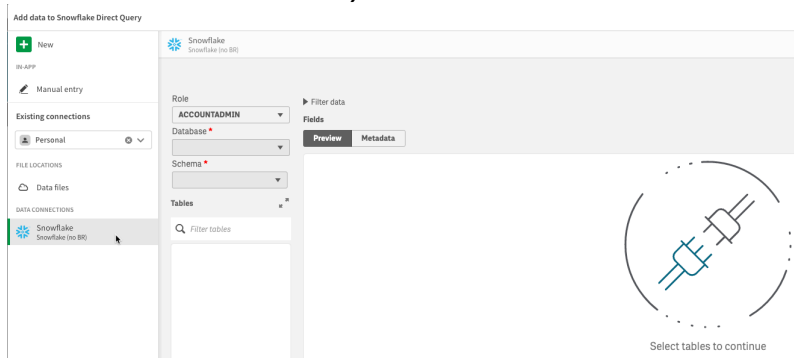 Add data to Snowflake Direct Query
New
IN-APP
Manual entry
Existing connections
Personal
FILE LOCATIONS
Data files
DATA CONNECTIONS
Snowflake
Snowflake (no BR)
Snowflake
Snowflake (no BR)
Role
ACCOUNTADMIN
Database *
Schema *
Tables
Filter tables
Filter data
Fields
Preview Metadata
Select tables to continue